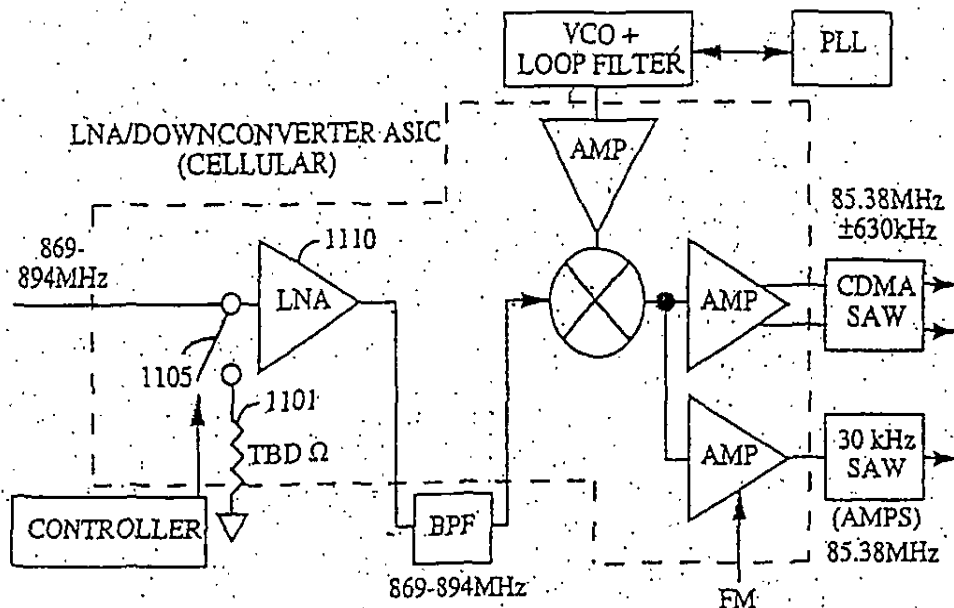 VCO +
LOOP FILTER
PLL
LNA/DOWNCONVERTER ASIC
(CELLULAR)
AMP
85.38MHz
±630kHz
869-
894MHz
1110
LNA
AMP
CDMA
SAW
1105
1101
TBD Ω
AMP
30 kHz
SAW
CONTROLLER
BPF
(AMPS)
85.38MHz
869-894MHz
FM